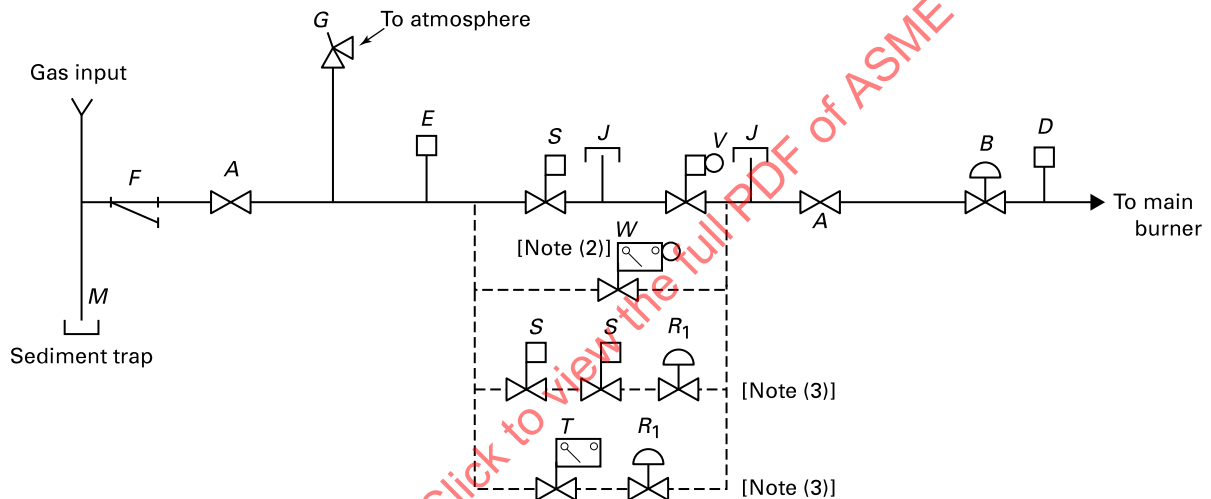 G
To atmosphere
Gas input
E
S
J
V
J
B
D
F
A
A
To main
burner
[Note (2)]
W
M
Sediment trap
S
S
R1
[Note (3)]
T
R1
[Note (3)]
Click to view the full PDF of ASME